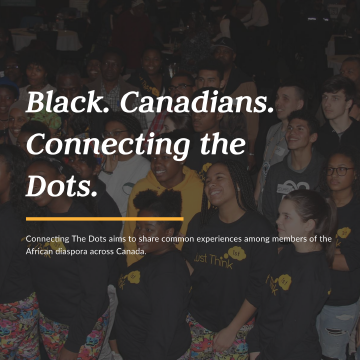 Black. Canadians.
Connecting the
Dots.
Connecting The Dots aims to share common experiences among members of the
African diaspora across Canada.
Just Think